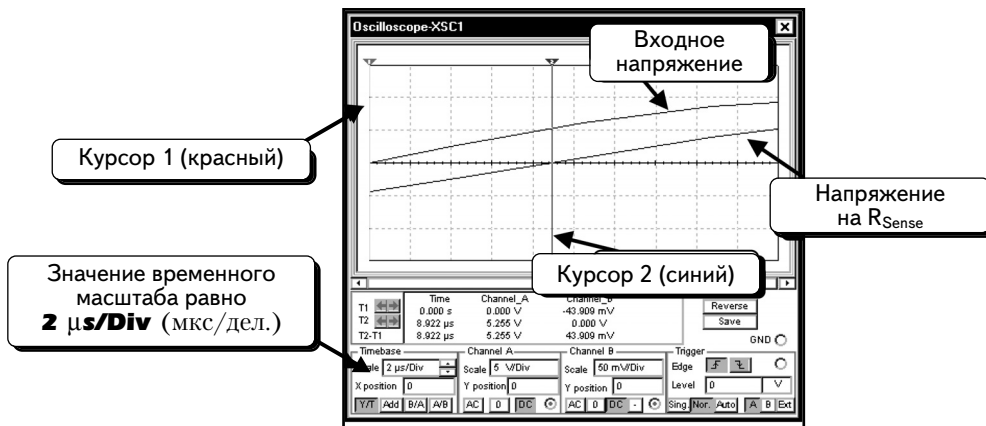 Oscilloscope-XSC1
Входное
напряжение
Курсор 1 (красный)
Напряжение
на RSense
Курсор 2 (синий)
Значение временного
масштаба равно
2 µs/Div (мкс/дел.)
Time Channel_A Channel_B
T1 0.000 s 0.000 V -43.909 mV
T2 8.922 µs 5.255 V 0.000 V
T2-T1 8.922 µs 5.255 V 43.909 mV
Reverse
Save
GND
Timebase Channel A Channel B Trigger
2 µs/Div Scale 5 V/Div Scale 50 mV/Div Edge
X position 0 Y position 0 Y position 0 Level 0 V
Y/T Add B/A A/B AC 0 DC AC 0 DC - Sing. Nor. Auto A B Ext